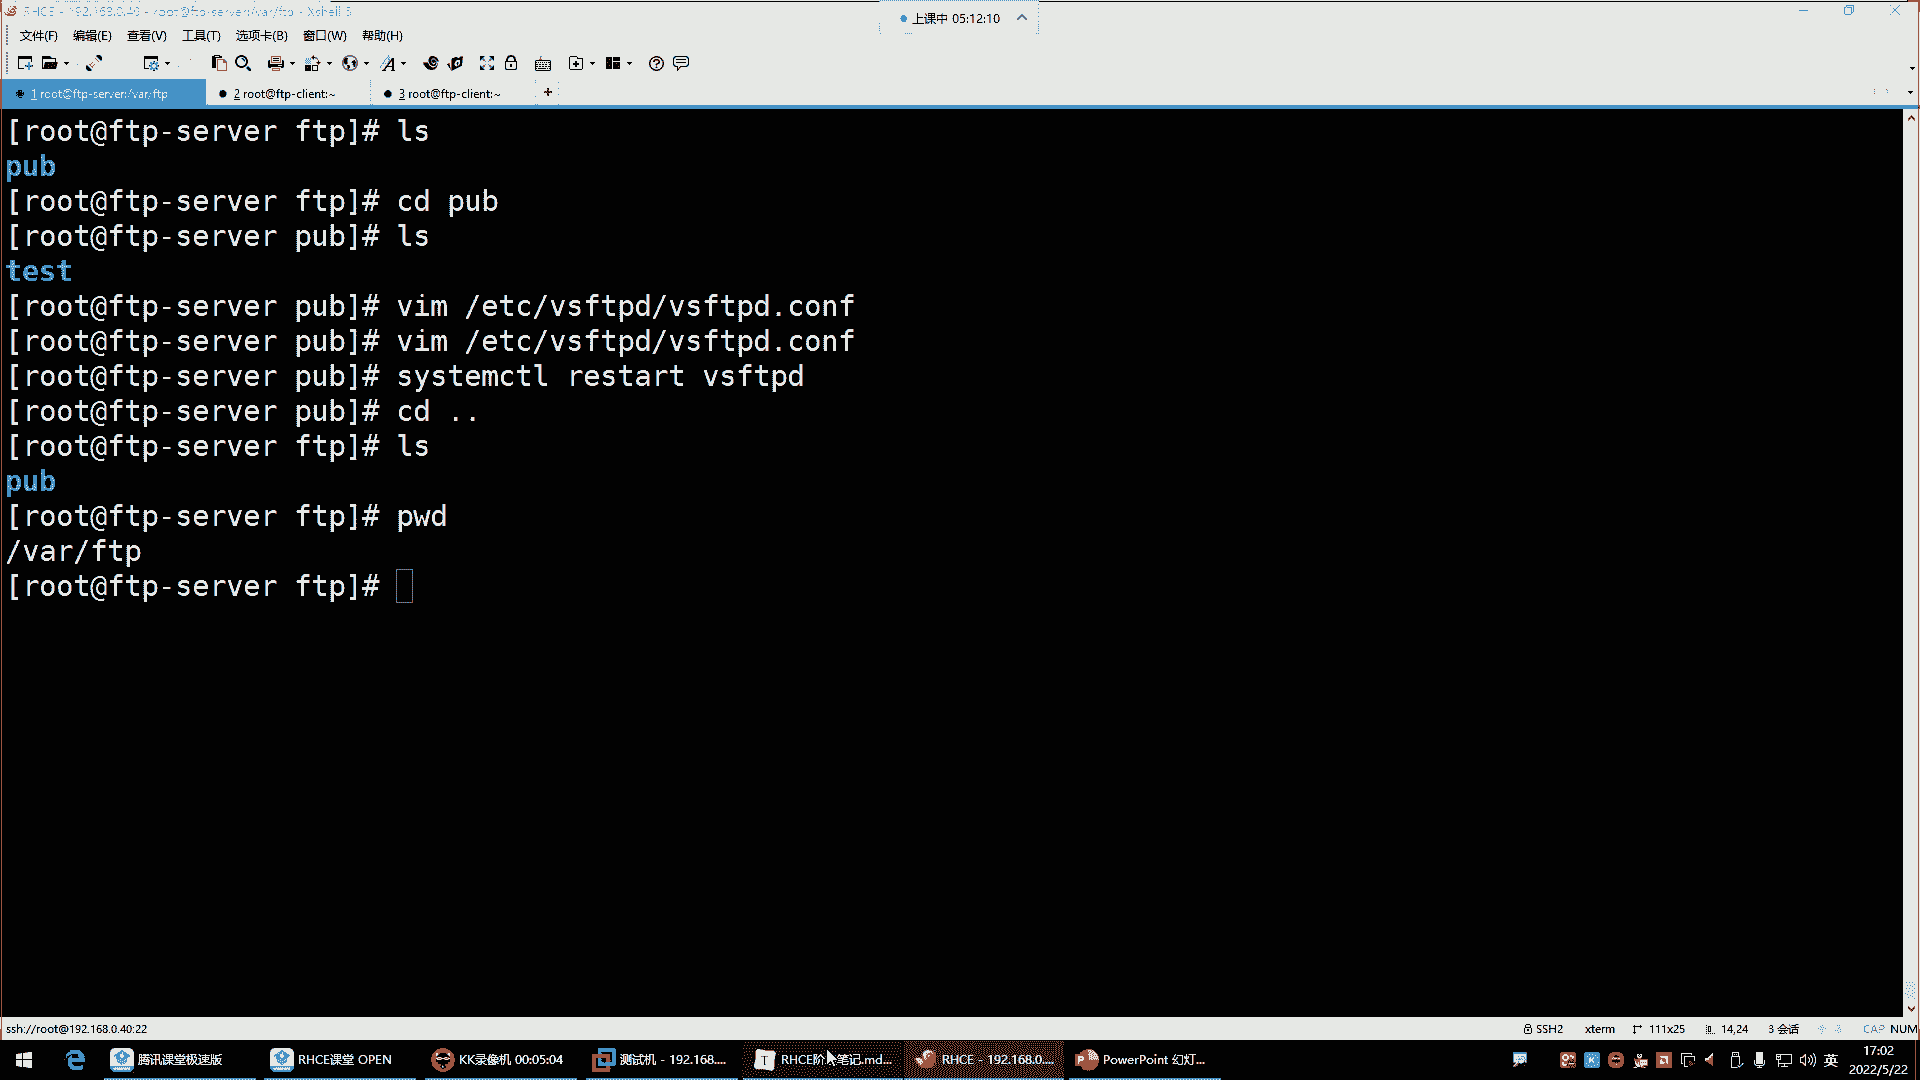 RHCE - 192.168.0.40 - root@ftp-server:/var/ftp - Xshell 5
上课中 05:12:10
文件(F) 编辑(E) 查看(V) 工具(T) 选项卡(B) 窗口(W) 帮助(H)
1 root@ftp-server:/var/ftp 2 root@ftp-client:~ 3 root@ftp-client:~ +
[root@ftp-server ftp]# ls
pub
[root@ftp-server ftp]# cd pub
[root@ftp-server pub]# ls
test
[root@ftp-server pub]# vim /etc/vsftpd/vsftpd.conf
[root@ftp-server pub]# vim /etc/vsftpd/vsftpd.conf
[root@ftp-server pub]# systemctl restart vsftpd
[root@ftp-server pub]# cd ..
[root@ftp-server ftp]# ls
pub
[root@ftp-server ftp]# pwd
/var/ftp
[root@ftp-server ftp]#
ssh://root@192.168.0.40:22 SSH2 xterm 111x25 14,24 3 会话 CAP NUM
腾讯课堂极速版 RHCE课堂 OPEN KK录像机 00:05:04 测试机 - 192.168.... RHCE阶 笔记.md... RHCE - 192.168.0.... PowerPoint 幻灯... 英 17:02
2022/5/22